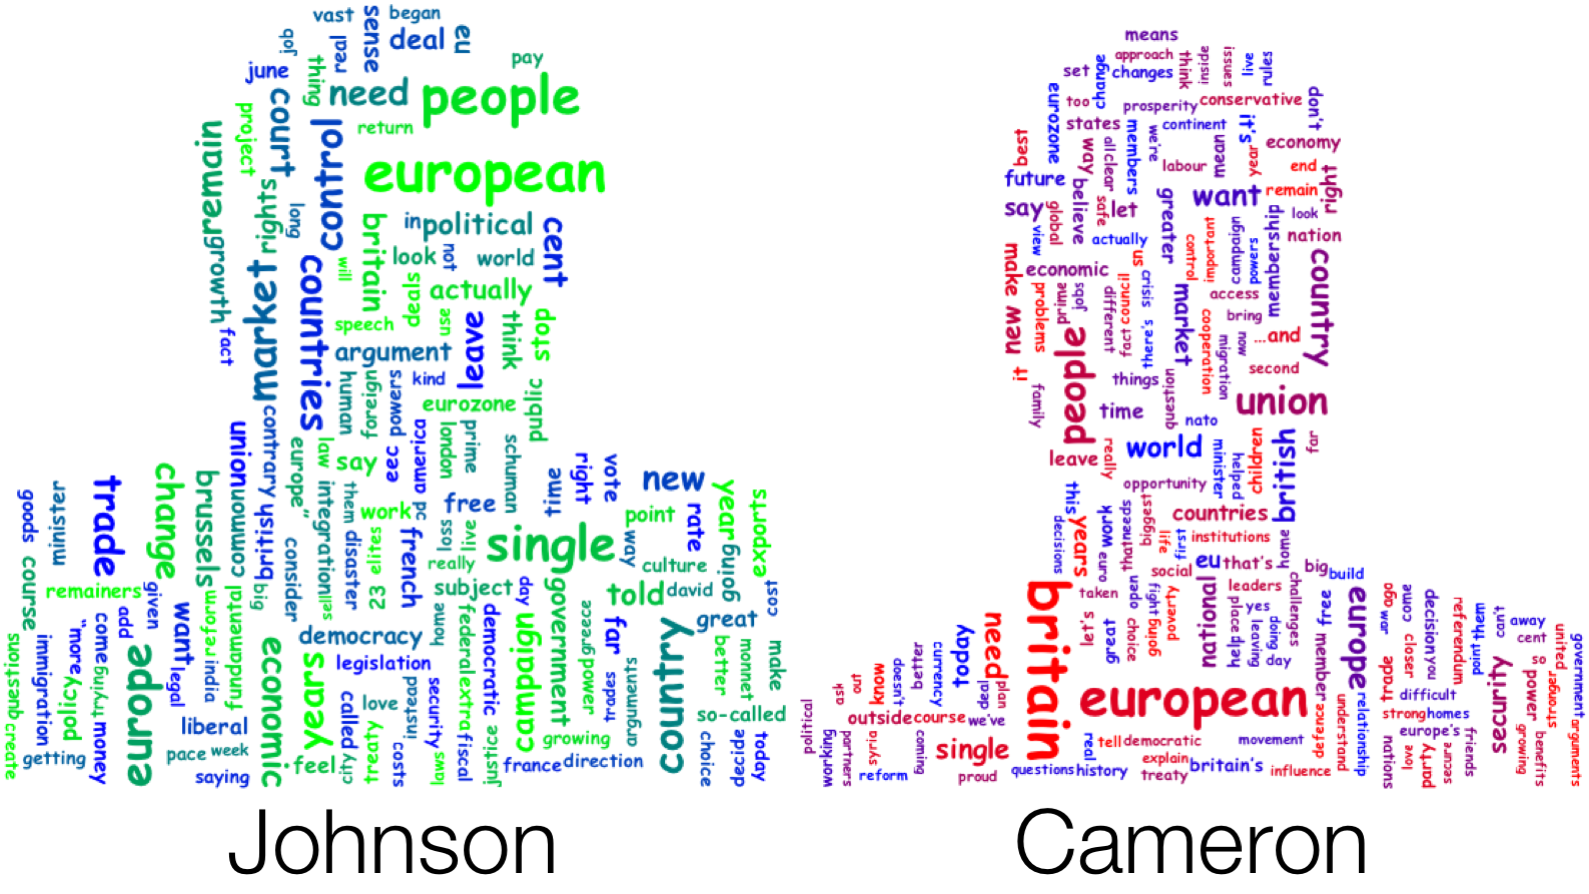 vast
sense
began
job
real
deal
eu
june
thing
pay
court
need
people
project
return
control
remain
european
rights
long
britain
in
political
cent
growth
market
countries
will
look
not
world
deals
actually
fact
speech
use
leave
think
stop
argument
human
foreign
powers
kind
public
eurozone
contrary
union
europe"
law
say
eec
america
london
prime
schuman
time
right
vote
new
year
exports
goods
minister
trade
change
brussels
common
british
integration
them
work
pc
free
point
rate
french
less
live
single
way
culture
going
course
remainers
given
big
consider
disaster
elites
23
really
subject
day
government
told
david
cost
"more
add
want
reform
fundamental
tell
democracy
home
federal
democratic
campaign
greece
far
country
great
questions
immigration
policy
come
trying
europe
legal
india
economic
years
legislation
instead
security
extra
power
trade
arguments
better
monnet
make
create
getting
money
liberal
pace
week
saying
feel
city
called
love
treaty
costs
laws
fiscal
justice
growing
france
direction
so-called
choice
decide
today
Johnson
means
approach
think
inside
set
change
changes
live
rules
eurozone
too
prosperity
conservative
don't
best
states
members
we're
continent
it's
economy
way
all
clear
mean
year
labour
end
future
believe
want
remain
right
say
global
safe
let
greater
membership
look
view
actually
us
control
important
campaign
powers
nation
make
new
economic
problems
prime
jobs
different
council
fact
crisis
there's
market
cooperation
access
bring
country
it
people
now
...and
migration
second
family
things
question
time
nato
union
world
minister
helped
children
british
far
leave
really
opportunity
this
years
work
that
needs
biggest
countries
decisions
life
first
institutions
home
euro
eu
that's
big
build
social
leaders
challenges
britain
taken
let's
great
open
choice
fight
going
poverty
national
place
help
yes
leaving
doing
day
free
member
europe
ago
war
come
closer
decision
you
referendum
point
them
can't
away
cent
united
government
need
today
currency
better
doesn't
know
out
ask
political
deal
european
defence
understand
relationship
trade
difficult
security
so
power
stronger
arguments
outside
course
we've
strong
homes
working
partners
syria
reform
coming
single
proud
real
tell
democratic
movement
europe's
nations
love
party
secure
friends
growing
benefits
questions
history
explain
treaty
britain's
influence
Cameron